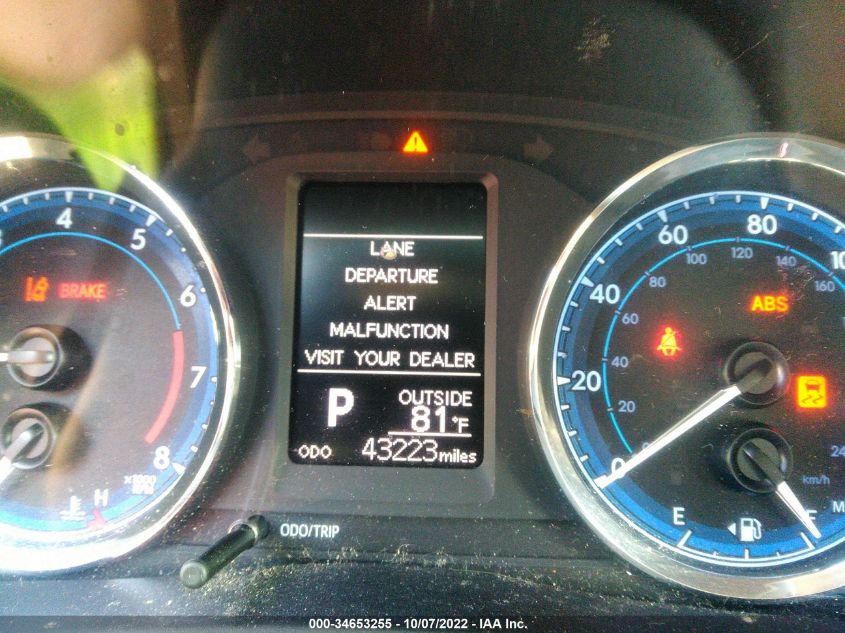 LANE
DEPARTURE
ALERT
MALFUNCTION
VISIT YOUR DEALER
P
OUTSIDE
81°F
ODO 43223miles
4 5 6 7 8
BRAKE
x1000
H
ODO/TRIP
0 20 40 60 80
20 40 60 80 100 120 140 160
ABS
km/h
E F
000-34653255 - 10/07/2022 - IAA Inc.